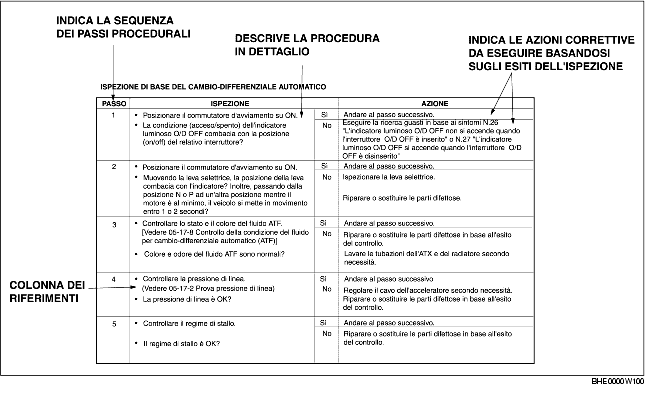 INDICA LA SEQUENZA
DEI PASSI PROCEDURALI
DESCRIVE LA PROCEDURA
IN DETTAGLIO
INDICA LE AZIONI CORRETTIVE
DA ESEGUIRE BASANDOSI
SUGLI ESITI DELL'ISPEZIONE
ISPEZIONE DI BASE DEL CAMBIO-DIFFERENZIALE AUTOMATICO
PASSO ISPEZIONE AZIONE
1
• Posizionare il commutatore d'avviamento su ON.
• La condizione (acceso/spento) dell'indicatore
luminoso O/D OFF combacia con la posizione
(on/off) del relativo interruttore?
Sì Andare al passo successivo.
No Eseguire la ricerca guasti in base ai sintomi N.26
"L'indicatore luminoso O/D OFF non si accende quando
l'interruttore O/D OFF è inserito" o N.27 "L'indicatore
luminoso O/D OFF si accende quando l'interruttore O/D
OFF è disinserito"
2
• Posizionare il commutatore d'avviamento su ON.
• Muovendo la leva selettrice, la posizione della leva
combacia con l'indicatore? Inoltre, passando dalla
posizione N o P ad un'altra posizione mentre il
motore è al minimo, il veicolo si mette in movimento
entro 1 o 2 secondi?
Sì Andare al passo successivo.
No Ispezionare la leva selettrice.
Riparare o sostituire le parti difettose.
3
• Controllare lo stato e il colore del fluido ATF.
[Vedere 05-17-8 Controllo della condizione del fluido
per cambio-differenziale automatico (ATF)]
• Colore e odore del fluido ATF sono normali?
Sì Andare al passo successivo.
No Riparare o sostituire le parti difettose in base all'esito
del controllo.
Lavare le tubazioni dell'ATX e del radiatore secondo
necessità.
COLONNA DEI
RIFERIMENTI
4
• Controllare la pressione di linea.
(Vedere 05-17-2 Prova pressione di linea)
• La pressione di linea è OK?
Sì Andare al passo successivo
No Regolare il cavo dell'acceleratore secondo necessità.
Riparare o sostituire le parti difettose in base all'esito
del controllo.
5
• Controllare il regime di stallo.
• Il regime di stallo è OK?
Sì Andare al passo successivo.
No Riparare o sostituire le parti difettose in base all'esito
del controllo.
BHE0000W100